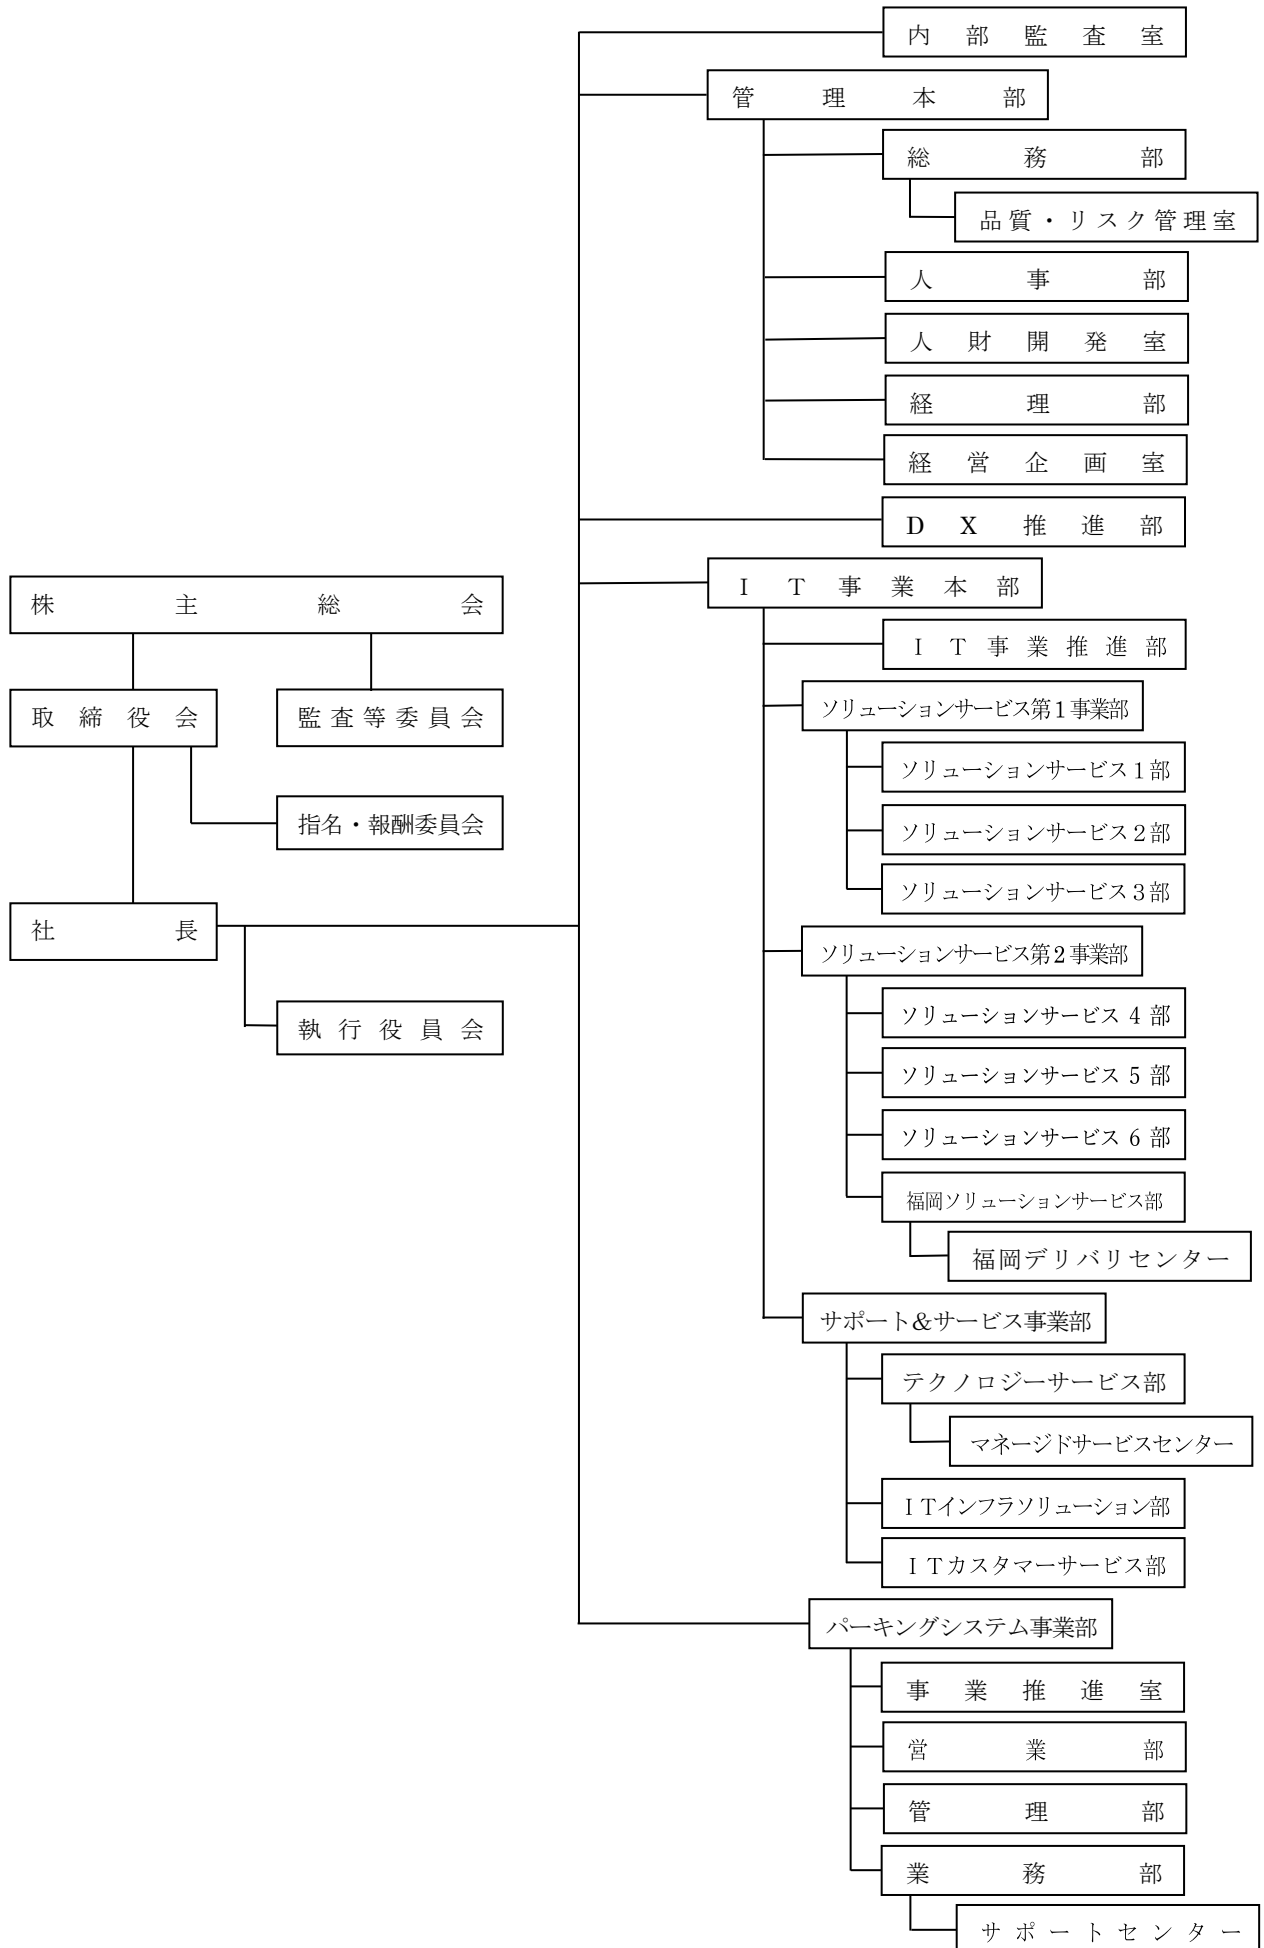 株主総会
取締役会
監査等委員会
指名・報酬委員会
社長
執行役員会
内部監査室
管理本部
総務部
品質・リスク管理室
人事部
人財開発室
経理部
経営企画室
DX推進部
ＩＴ事業本部
ＩＴ事業推進部
ソリューションサービス第１事業部
ソリューションサービス１部
ソリューションサービス２部
ソリューションサービス３部
ソリューションサービス第２事業部
ソリューションサービス４部
ソリューションサービス５部
ソリューションサービス６部
福岡ソリューションサービス部
福岡デリバリセンター
サポート＆サービス事業部
テクノロジーサービス部
マネージドサービスセンター
ＩＴインフラソリューション部
ＩＴカスタマーサービス部
パーキングシステム事業部
事業推進室
営業部
管理部
業務部
サポートセンター